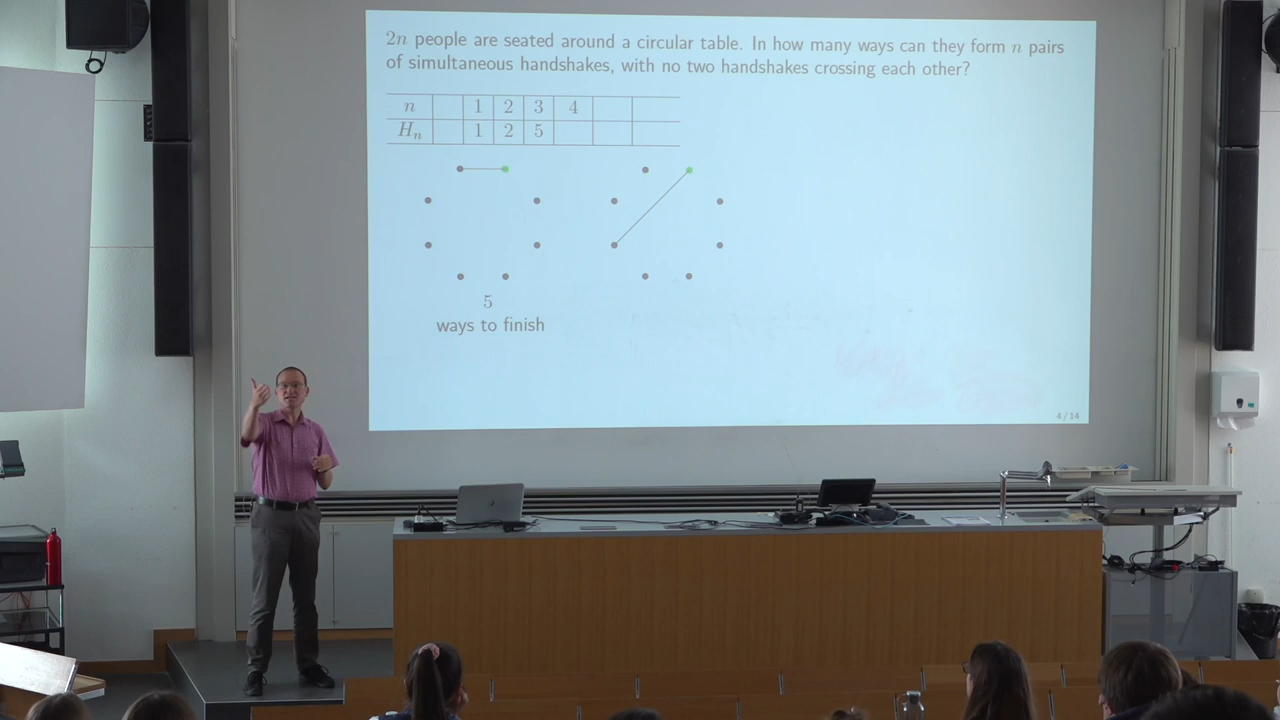 2n people are seated around a circular table. In how many ways can they form n pairs
of simultaneous handshakes, with no two handshakes crossing each other?
n 1 2 3 4
Hn 1 2 5
5
ways to finish
4 / 14